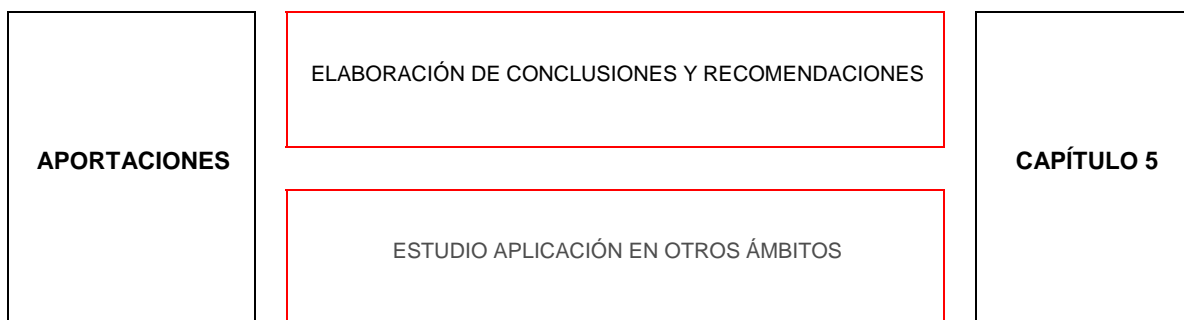 APORTACIONES
ELABORACIÓN DE CONCLUSIONES Y RECOMENDACIONES
ESTUDIO APLICACIÓN EN OTROS ÁMBITOS
CAPÍTULO 5